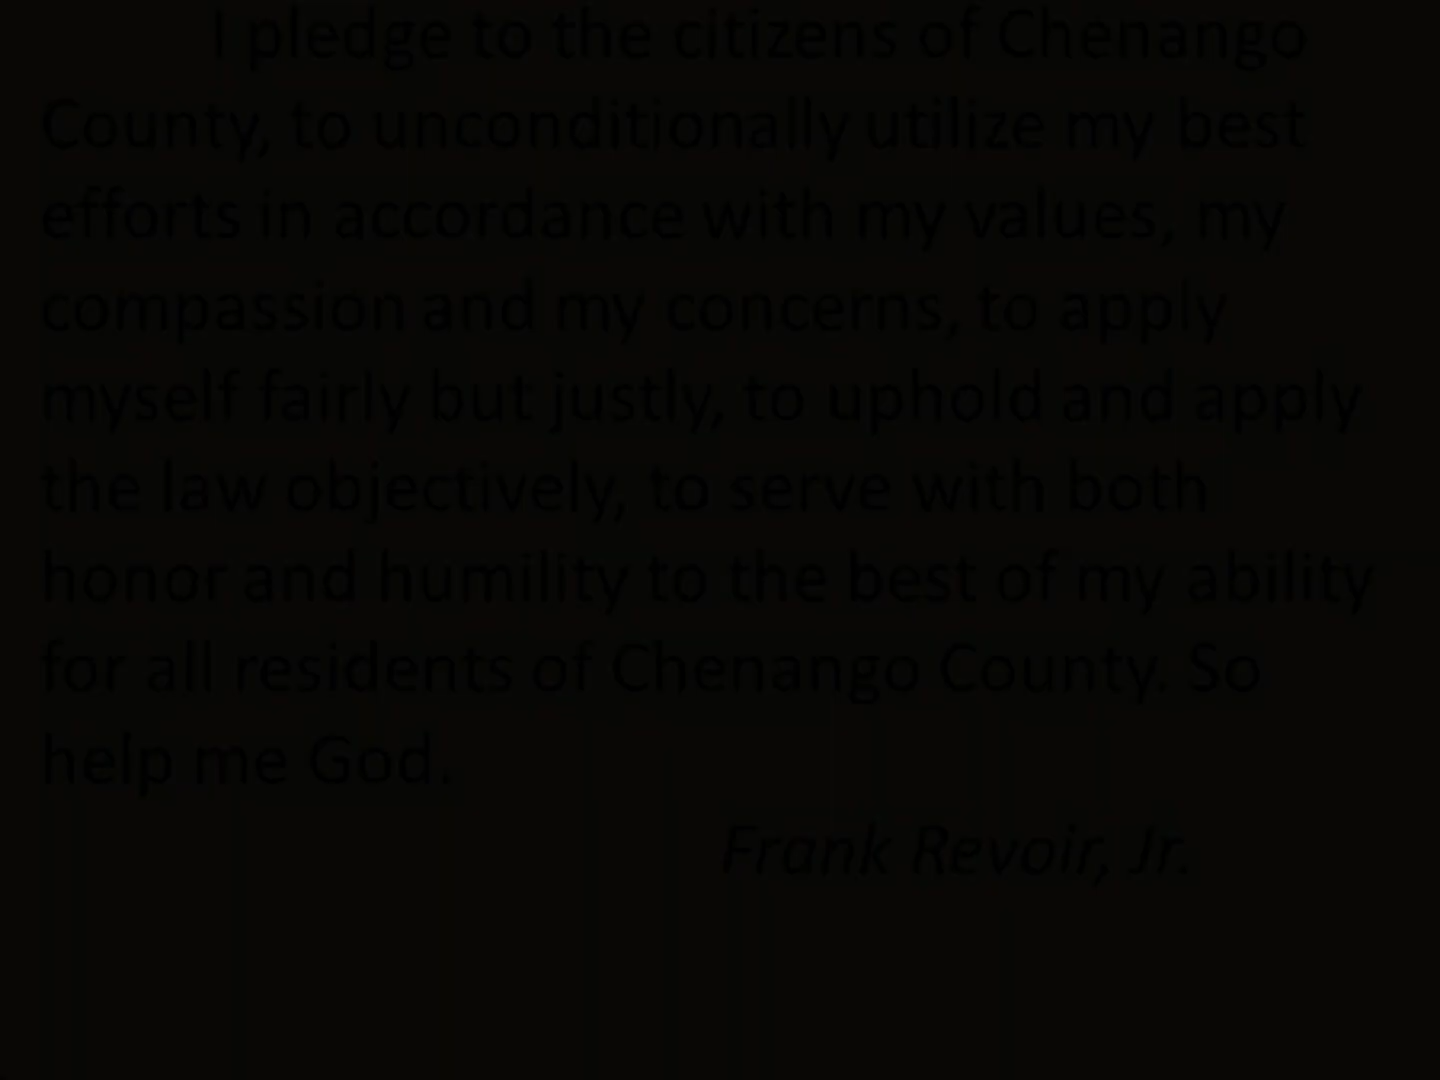 I pledge to the citizens of Chenango
County, to unconditionally utilize my best
efforts in accordance with my values, my
compassion and my concerns, to apply
myself fairly but justly, to uphold and apply
the law objectively, to serve with both
honor and humility to the best of my ability
for all residents of Chenango County. So
help me God.
Frank Revoir, Jr.